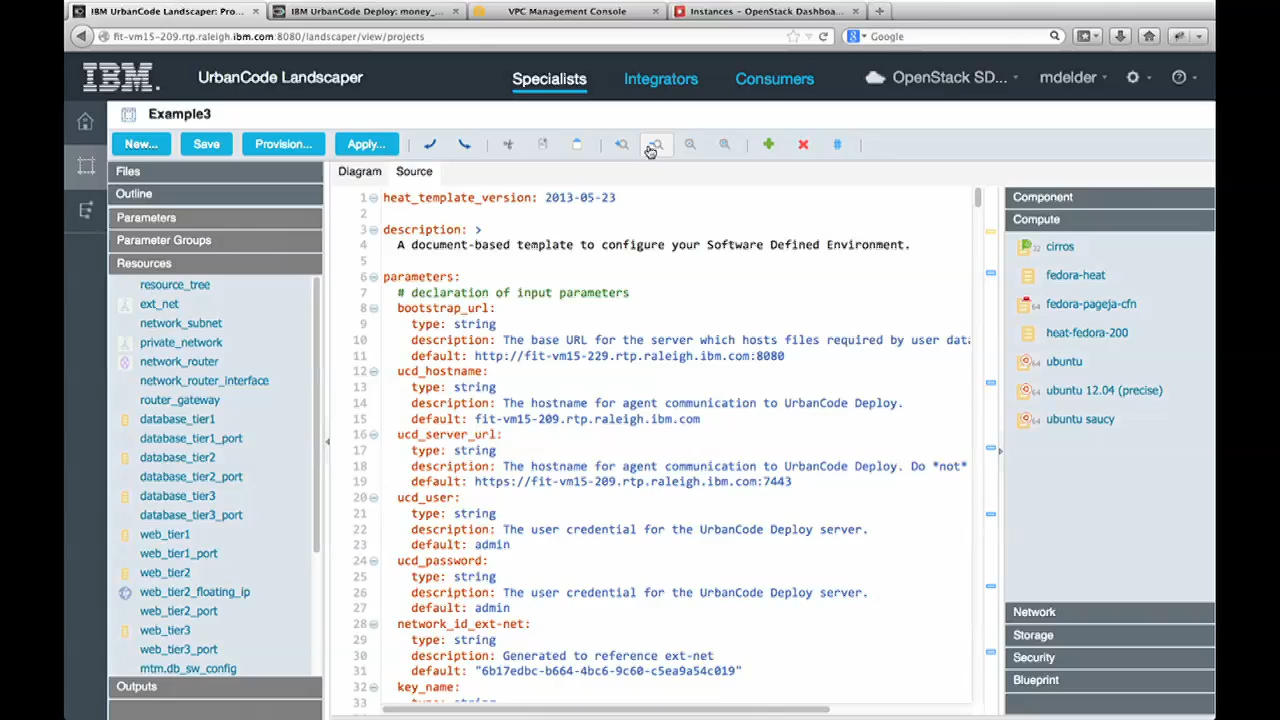 IBM UrbanCode Landscaper: Pro...
IBM UrbanCode Deploy: money_...
VPC Management Console
Instances - OpenStack Dashboa...
fit-vm15-209.rtp.raleigh.ibm.com:8080/landscaper/view/projects
Google
IBM.
UrbanCode Landscaper
Specialists
Integrators
Consumers
OpenStack SD...
mdelder
Example3
New...
Save
Provision...
Apply...
Files
Outline
Parameters
Parameter Groups
Resources
resource_tree
ext_net
network_subnet
private_network
network_router
network_router_interface
router_gateway
database_tier1
database_tier1_port
database_tier2
database_tier2_port
database_tier3
database_tier3_port
web_tier1
web_tier1_port
web_tier2
web_tier2_floating_ip
web_tier2_port
web_tier3
web_tier3_port
mtm.db_sw_config
Outputs
Diagram
Source
1 heat_template_version: 2013-05-23
2
3 description: >
4 A document-based template to configure your Software Defined Environment.
5
6 parameters:
7 # declaration of input parameters
8 bootstrap_url:
9 type: string
10 description: The base URL for the server which hosts files required by user dat
11 default: http://fit-vm15-229.rtp.raleigh.ibm.com:8080
12 ucd_hostname:
13 type: string
14 description: The hostname for agent communication to UrbanCode Deploy.
15 default: fit-vm15-209.rtp.raleigh.ibm.com
16 ucd_server_url:
17 type: string
18 description: The hostname for agent communication to UrbanCode Deploy. Do *not*
19 default: https://fit-vm15-209.rtp.raleigh.ibm.com:7443
20 ucd_user:
21 type: string
22 description: The user credential for the UrbanCode Deploy server.
23 default: admin
24 ucd_password:
25 type: string
26 description: The user credential for the UrbanCode Deploy server.
27 default: admin
28 network_id_ext-net:
29 type: string
30 description: Generated to reference ext-net
31 default: "6b17edbc-b664-4bc6-9c60-c5ea9a54c019"
32 key_name:
33
Component
Compute
32 cirros
fedora-heat
64 fedora-pageja-cfn
64 heat-fedora-200
64 ubuntu
64 ubuntu 12.04 (precise)
64 ubuntu saucy
Network
Storage
Security
Blueprint